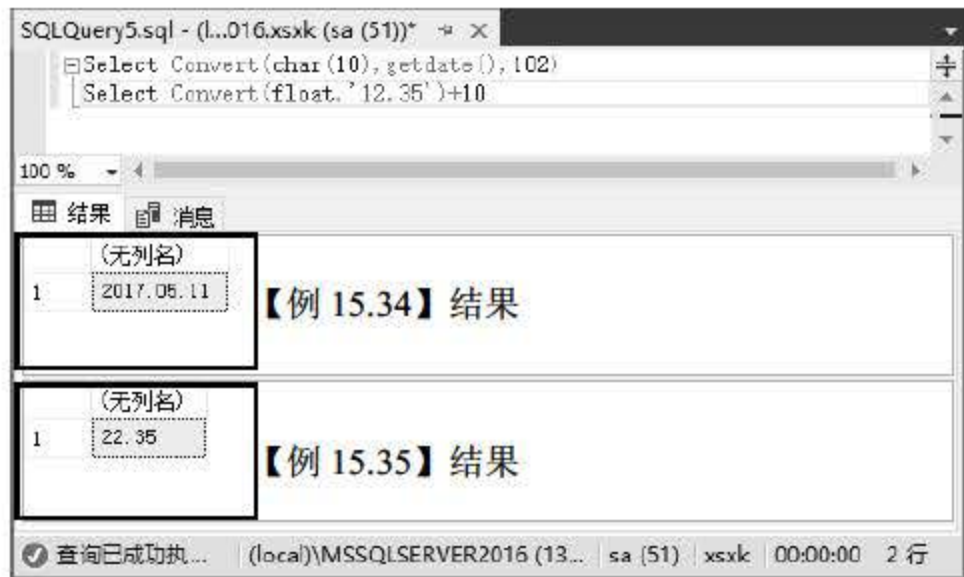 SQLQuery5.sql - (l...016.xsxk (sa (51))*
Select Convert(char(10),getdate(),102)
Select Convert(float,'12.35')+10
100 %
结果 消息
(无列名)
1 2017.05.11
【例 15.34】结果
(无列名)
1 22.35
【例 15.35】结果
查询已成功执... (local)\MSSQLSERVER2016 (13... sa (51) xsxk 00:00:00 2 行